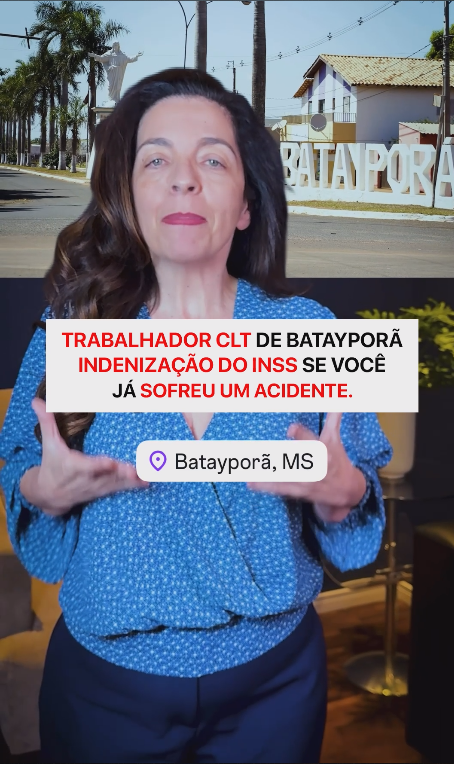 BATAYPORÃ
TRABALHADOR CLT DE BATAYPORÃ
INDENIZAÇÃO DO INSS SE VOCÊ
JÁ SOFREU UM ACIDENTE.
Batayporã, MS